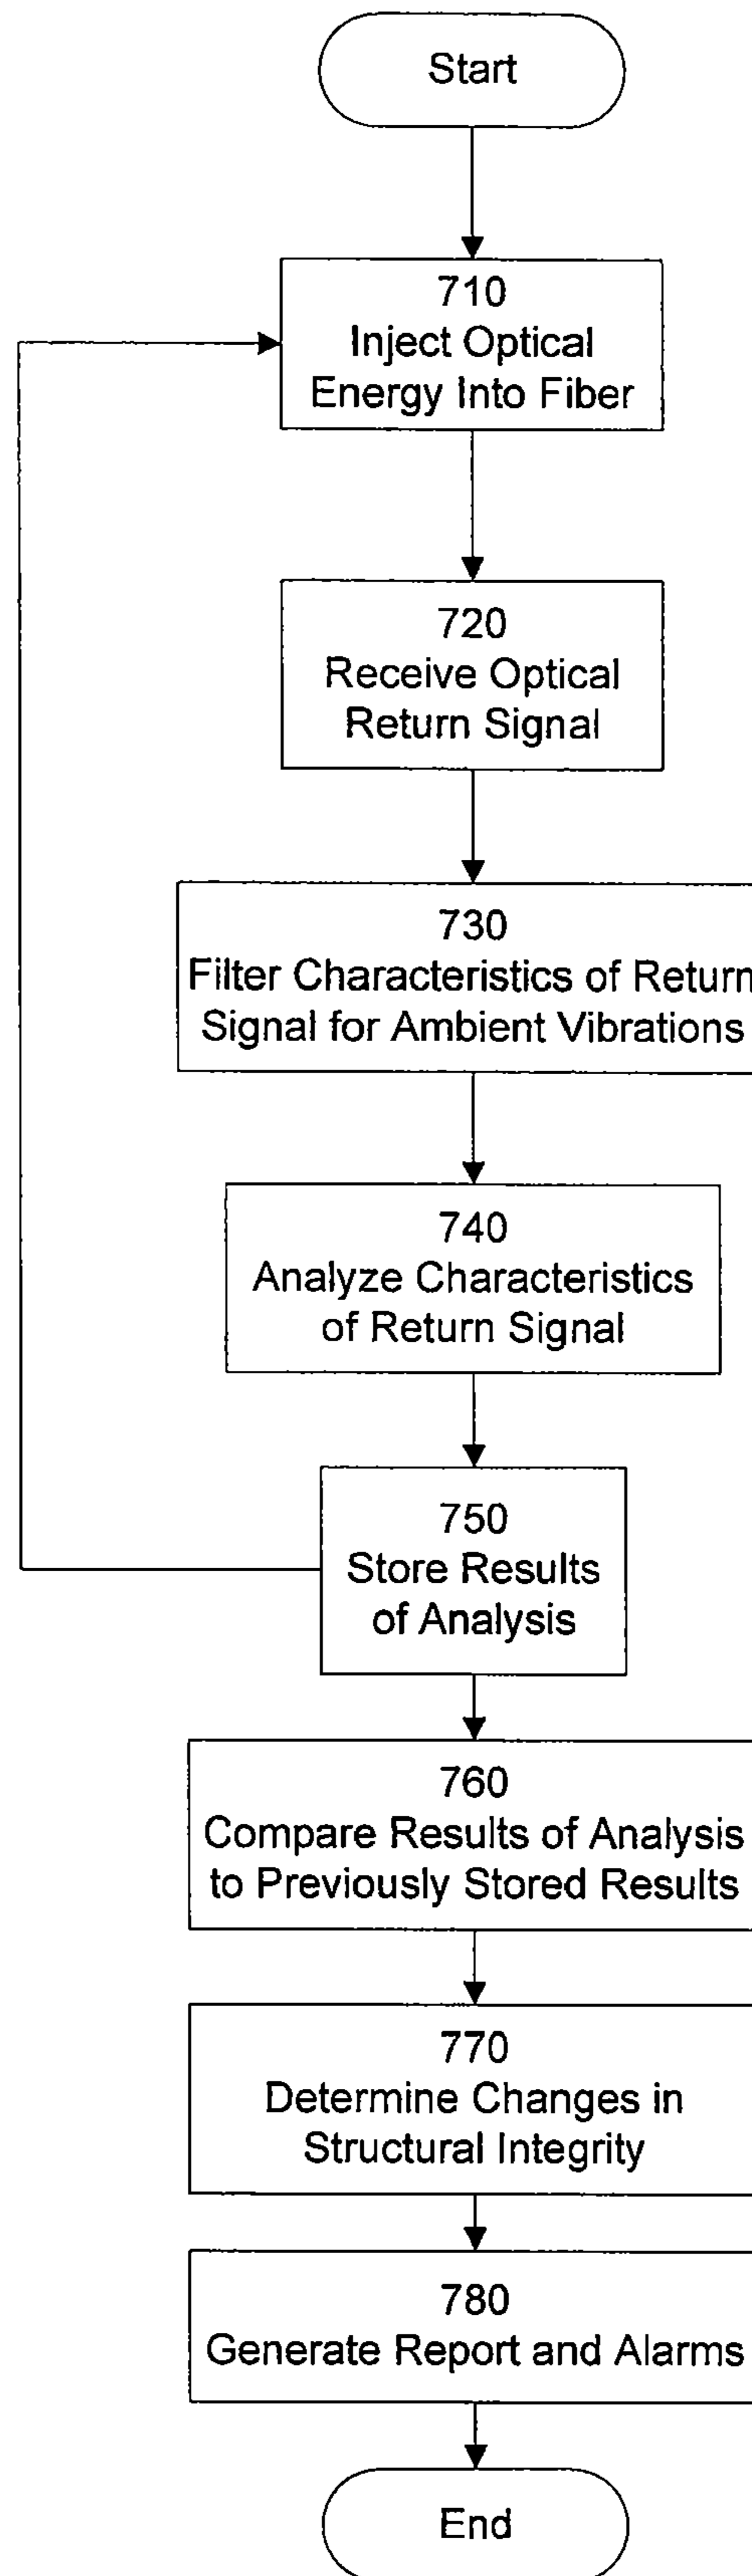 Start
710
Inject Optical
Energy Into Fiber
720
Receive Optical
Return Signal
730
Filter Characteristics of Return
Signal for Ambient Vibrations
740
Analyze Characteristics
of Return Signal
750
Store Results
of Analysis
760
Compare Results of Analysis
to Previously Stored Results
770
Determine Changes in
Structural Integrity
780
Generate Report and Alarms
End